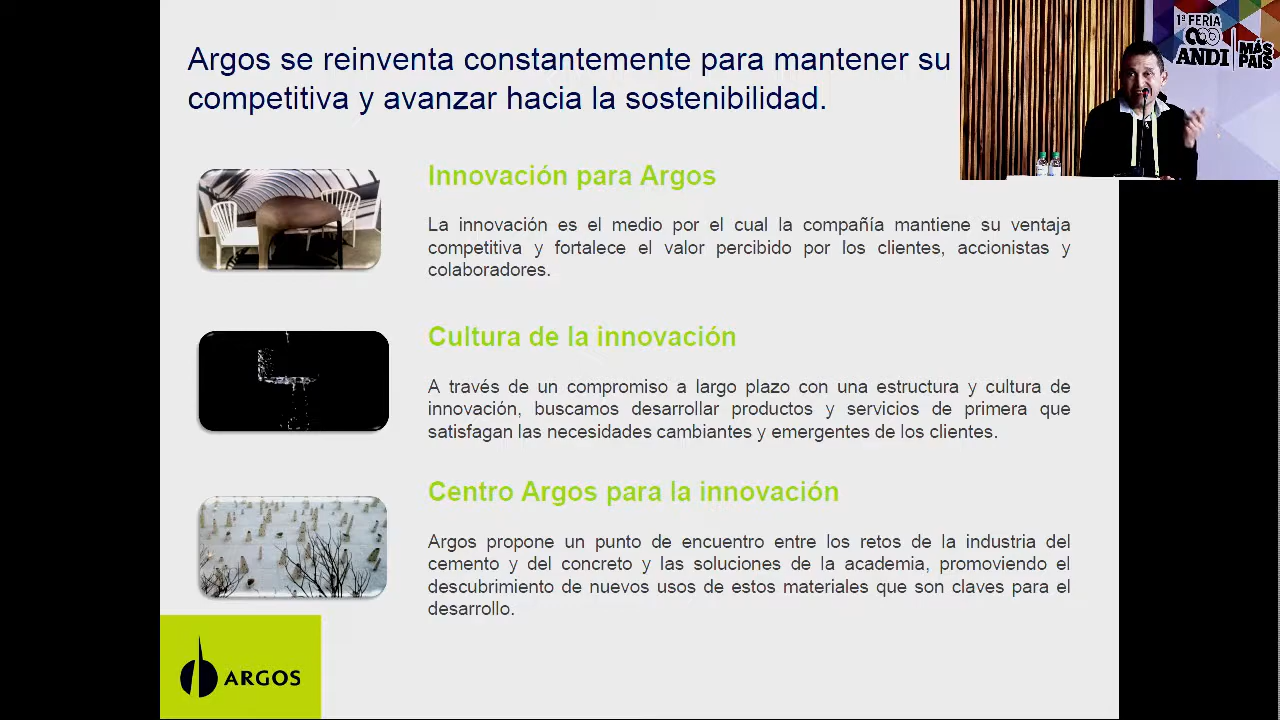 Argos se reinventa constantemente para mantener su
competitiva y avanzar hacia la sostenibilidad.
1ª FERIA
ANDI
MÁS
PAÍS
Innovación para Argos
La innovación es el medio por el cual la compañía mantiene su ventaja
competitiva y fortalece el valor percibido por los clientes, accionistas y
colaboradores.
Cultura de la innovación
A través de un compromiso a largo plazo con una estructura y cultura de
innovación, buscamos desarrollar productos y servicios de primera que
satisfagan las necesidades cambiantes y emergentes de los clientes.
Centro Argos para la innovación
Argos propone un punto de encuentro entre los retos de la industria del
cemento y del concreto y las soluciones de la academia, promoviendo el
descubrimiento de nuevos usos de estos materiales que son claves para el
desarrollo.
ARGOS